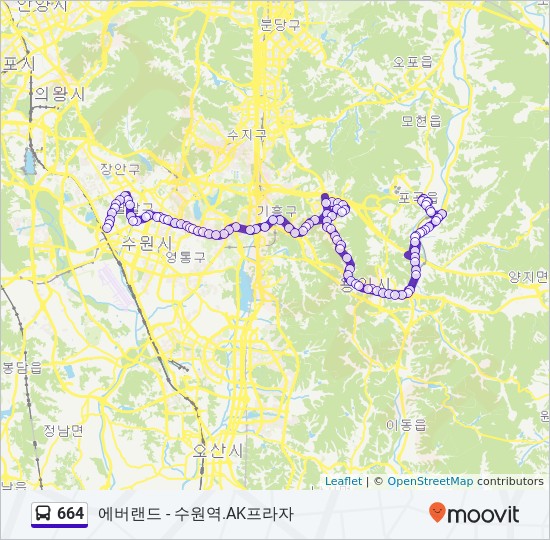 안양시
분당구
포시
오포읍
의왕시
모현읍
수지구
장안구
포곡읍
기흥구
수원시
영통구
양지면
용인시
봉담읍
이동읍
정남면
오산시
남읍
Leaflet | © OpenStreetMap contributors
664 에버랜드 - 수원역.AK프라자 moovit